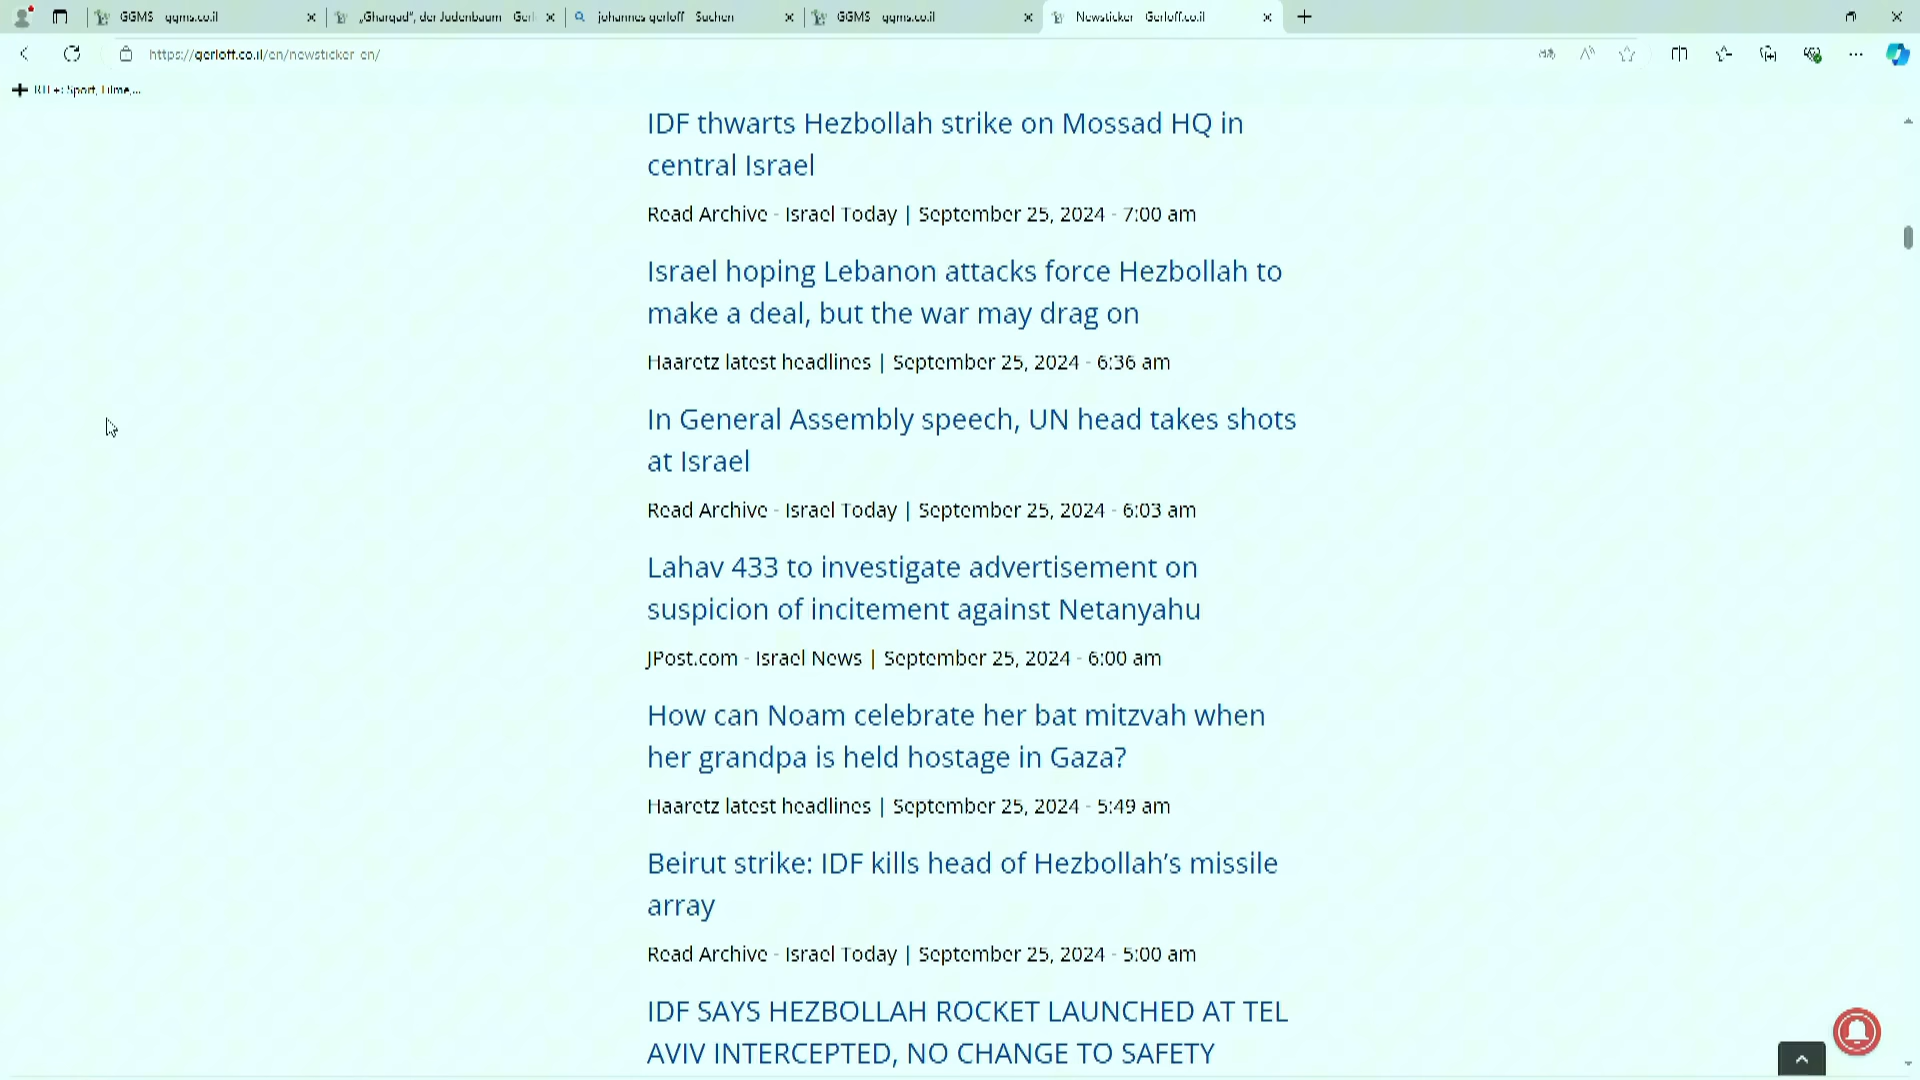 GGMS ggms.co.il
„Gharqad“, der Judenbaum Gerl
johannes gerloff Suchen
GGMS ggms.co.il
Newsticker Gerloff.co.il
https://gerloff.co.il/en/newsticker-en/
RTL+: Sport, Filme,...
IDF thwarts Hezbollah strike on Mossad HQ in
central Israel
Read Archive - Israel Today | September 25, 2024 - 7:00 am
Israel hoping Lebanon attacks force Hezbollah to
make a deal, but the war may drag on
Haaretz latest headlines | September 25, 2024 - 6:36 am
In General Assembly speech, UN head takes shots
at Israel
Read Archive - Israel Today | September 25, 2024 - 6:03 am
Lahav 433 to investigate advertisement on
suspicion of incitement against Netanyahu
JPost.com - Israel News | September 25, 2024 - 6:00 am
How can Noam celebrate her bat mitzvah when
her grandpa is held hostage in Gaza?
Haaretz latest headlines | September 25, 2024 - 5:49 am
Beirut strike: IDF kills head of Hezbollah’s missile
array
Read Archive - Israel Today | September 25, 2024 - 5:00 am
IDF SAYS HEZBOLLAH ROCKET LAUNCHED AT TEL
AVIV INTERCEPTED, NO CHANGE TO SAFETY